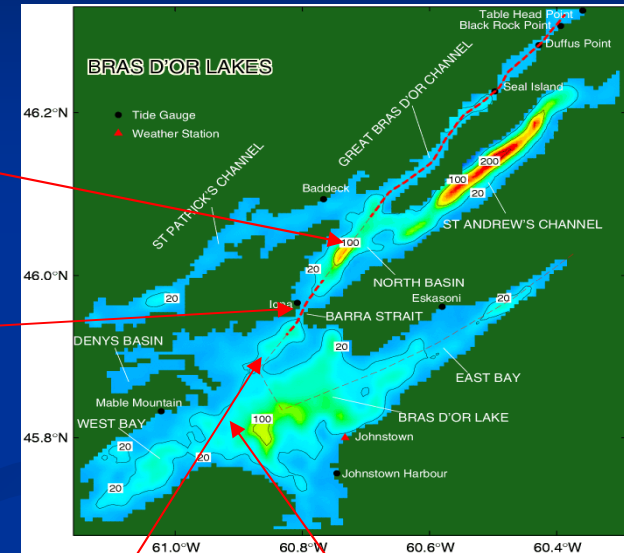 Table Head Point
Black Rock Point
Duffus Point
BRAS D'OR LAKES
Seal Island
46.2°N
Tide Gauge
Weather Station
GREAT BRAS D'OR CHANNEL
ST PATRICK'S CHANNEL
Baddeck
200
100
20
ST ANDREW'S CHANNEL
100
20
NORTH BASIN
46.0°N
20
Iona
Eskasoni
20
BARRA STRAIT
DENYS BASIN
20
EAST BAY
Mable Mountain
100
BRAS D'OR LAKE
WEST BAY
45.8°N
20
Johnstown
20
20
Johnstown Harbour
61.0°W
60.8°W
60.6°W
60.4°W